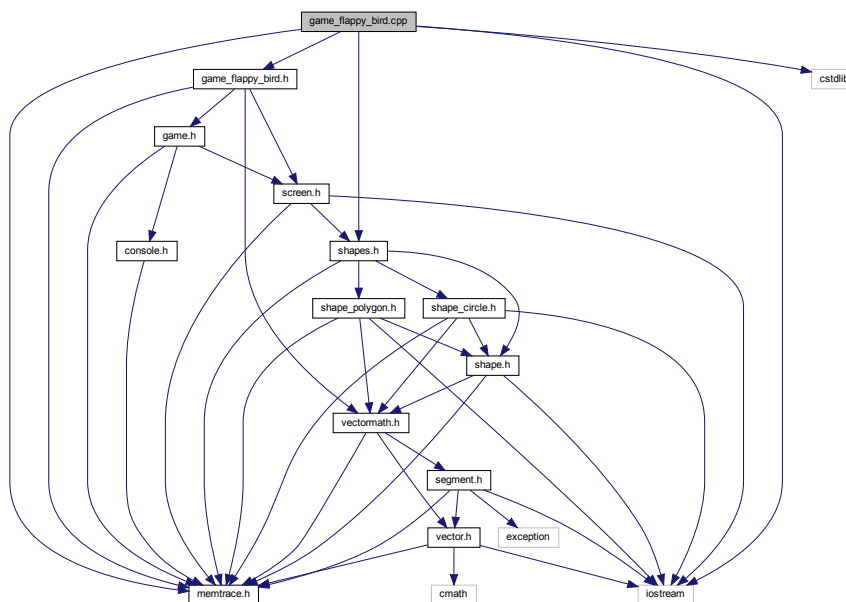 game_flappy_bird.cpp
game_flappy_bird.h
cstdlib
game.h
screen.h
console.h
shapes.h
shape_polygon.h
shape_circle.h
shape.h
vectormath.h
segment.h
vector.h
exception
memtrace.h
cmath
iostream